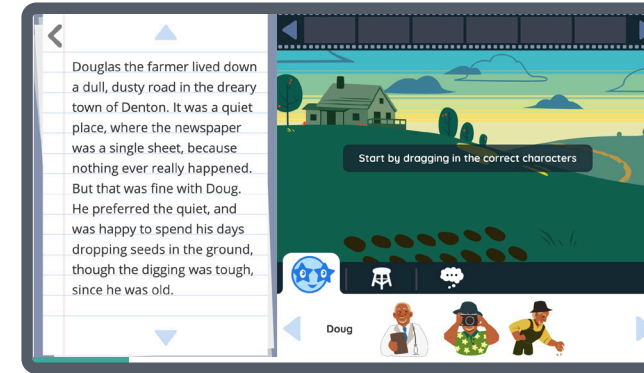 Douglas the farmer lived down
a dull, dusty road in the dreary
town of Denton. It was a quiet
place, where the newspaper
was a single sheet, because
nothing ever really happened.
But that was fine with Doug.
He preferred the quiet, and
was happy to spend his days
dropping seeds in the ground,
though the digging was tough,
since he was old.
Start by dragging in the correct characters
Doug